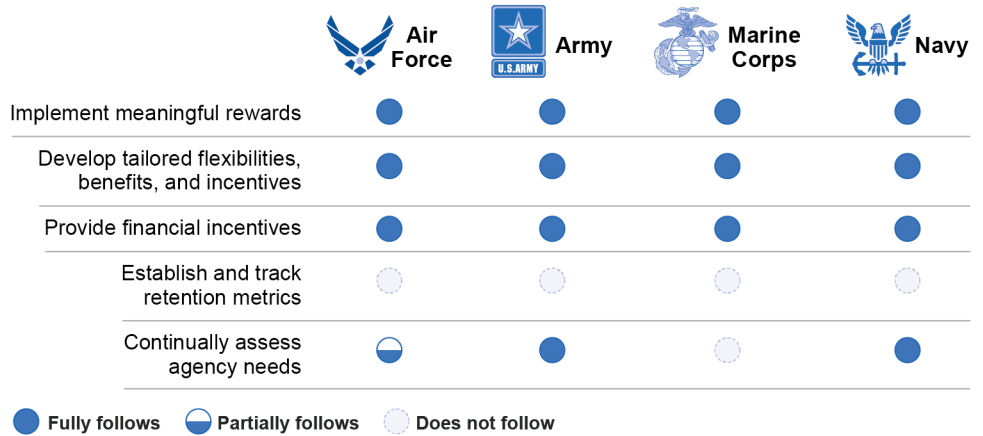 Air
Force
U.S.ARMY
Army
Marine
Corps
Navy
Implement meaningful rewards
Develop tailored flexibilities,
benefits, and incentives
Provide financial incentives
Establish and track
retention metrics
Continually assess
agency needs
Fully follows
Partially follows
Does not follow